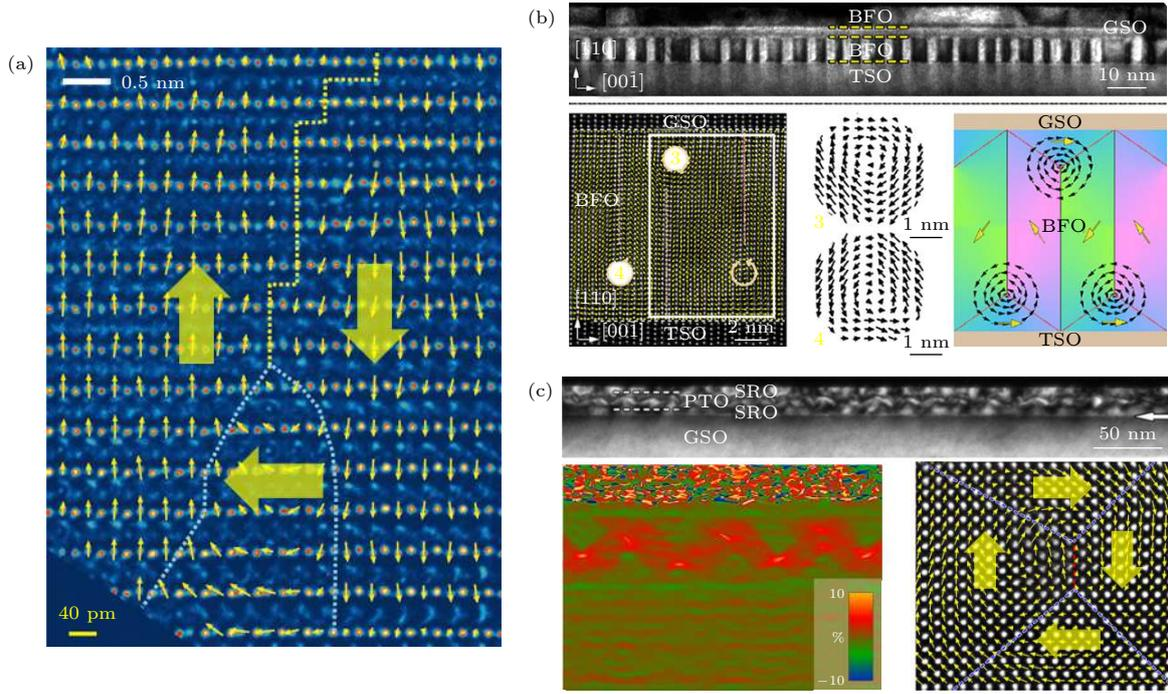 (a)
0.5 nm
40 pm
(b)
BFO
GSO
[110]
BFO
TSO
[001̄]
10 nm
GSO
3
BFO
4
[110]
[001̄]
TSO
2 nm
3
1 nm
4
1 nm
GSO
BFO
TSO
(c)
SRO
PTO
SRO
GSO
50 nm
10
%
−10